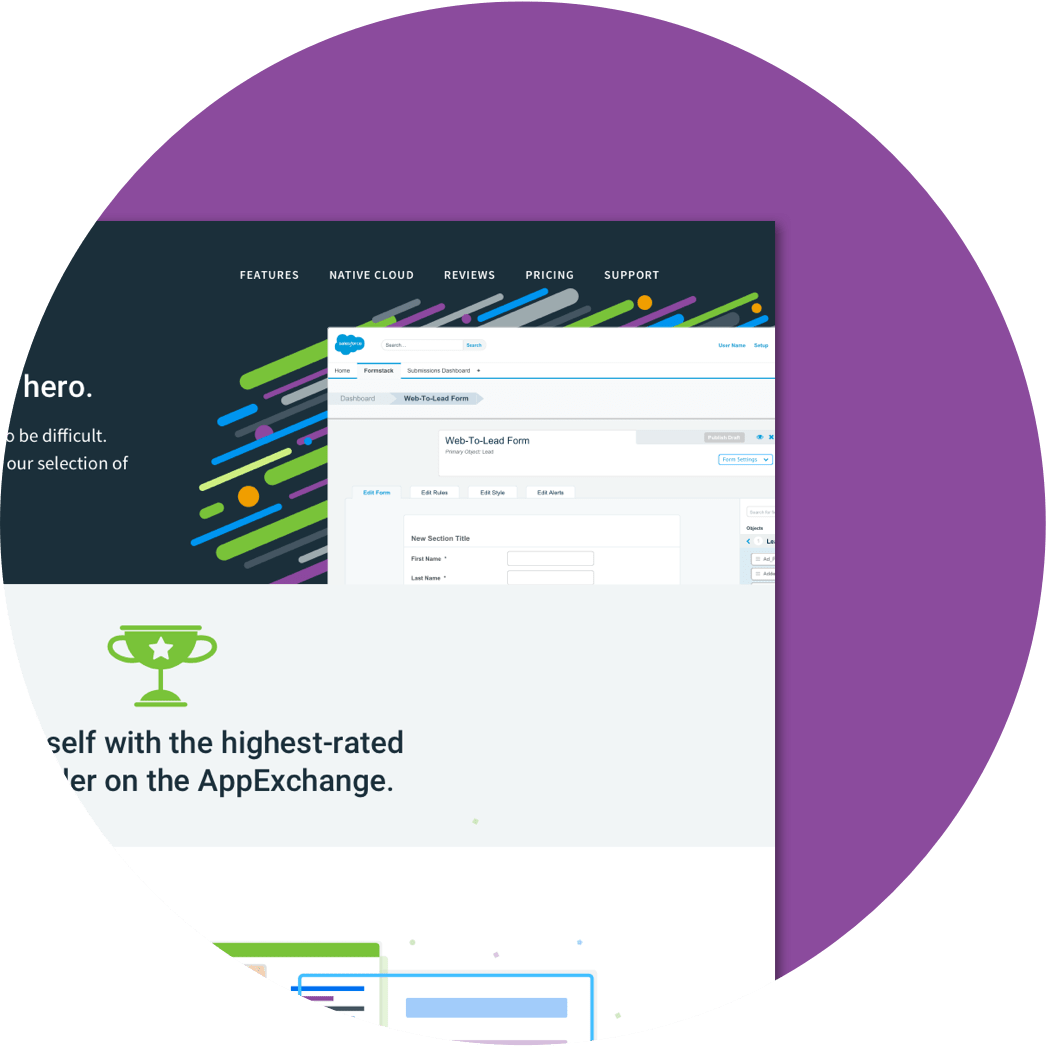 FEATURES NATIVE CLOUD REVIEWS PRICING SUPPORT
hero.
o be difficult.
our selection of
salesforce Search... Search User Name Setup
Home Formstack Submissions Dashboard
Dashboard Web-To-Lead Form
Web-To-Lead Form Publish Draft
Primary Object: Lead
Form Settings
Edit Form Edit Rules Edit Style Edit Alerts
Objects
New Section Title
First Name *
Last Name *
self with the highest-rated
der on the AppExchange.